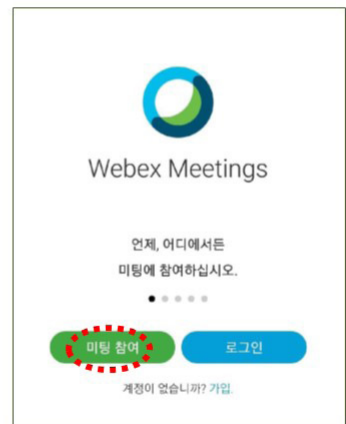 Webex Meetings
언제, 어디에서든
미팅에 참여하십시오.
미팅 참여
로그인
계정이 없습니까? 가입.